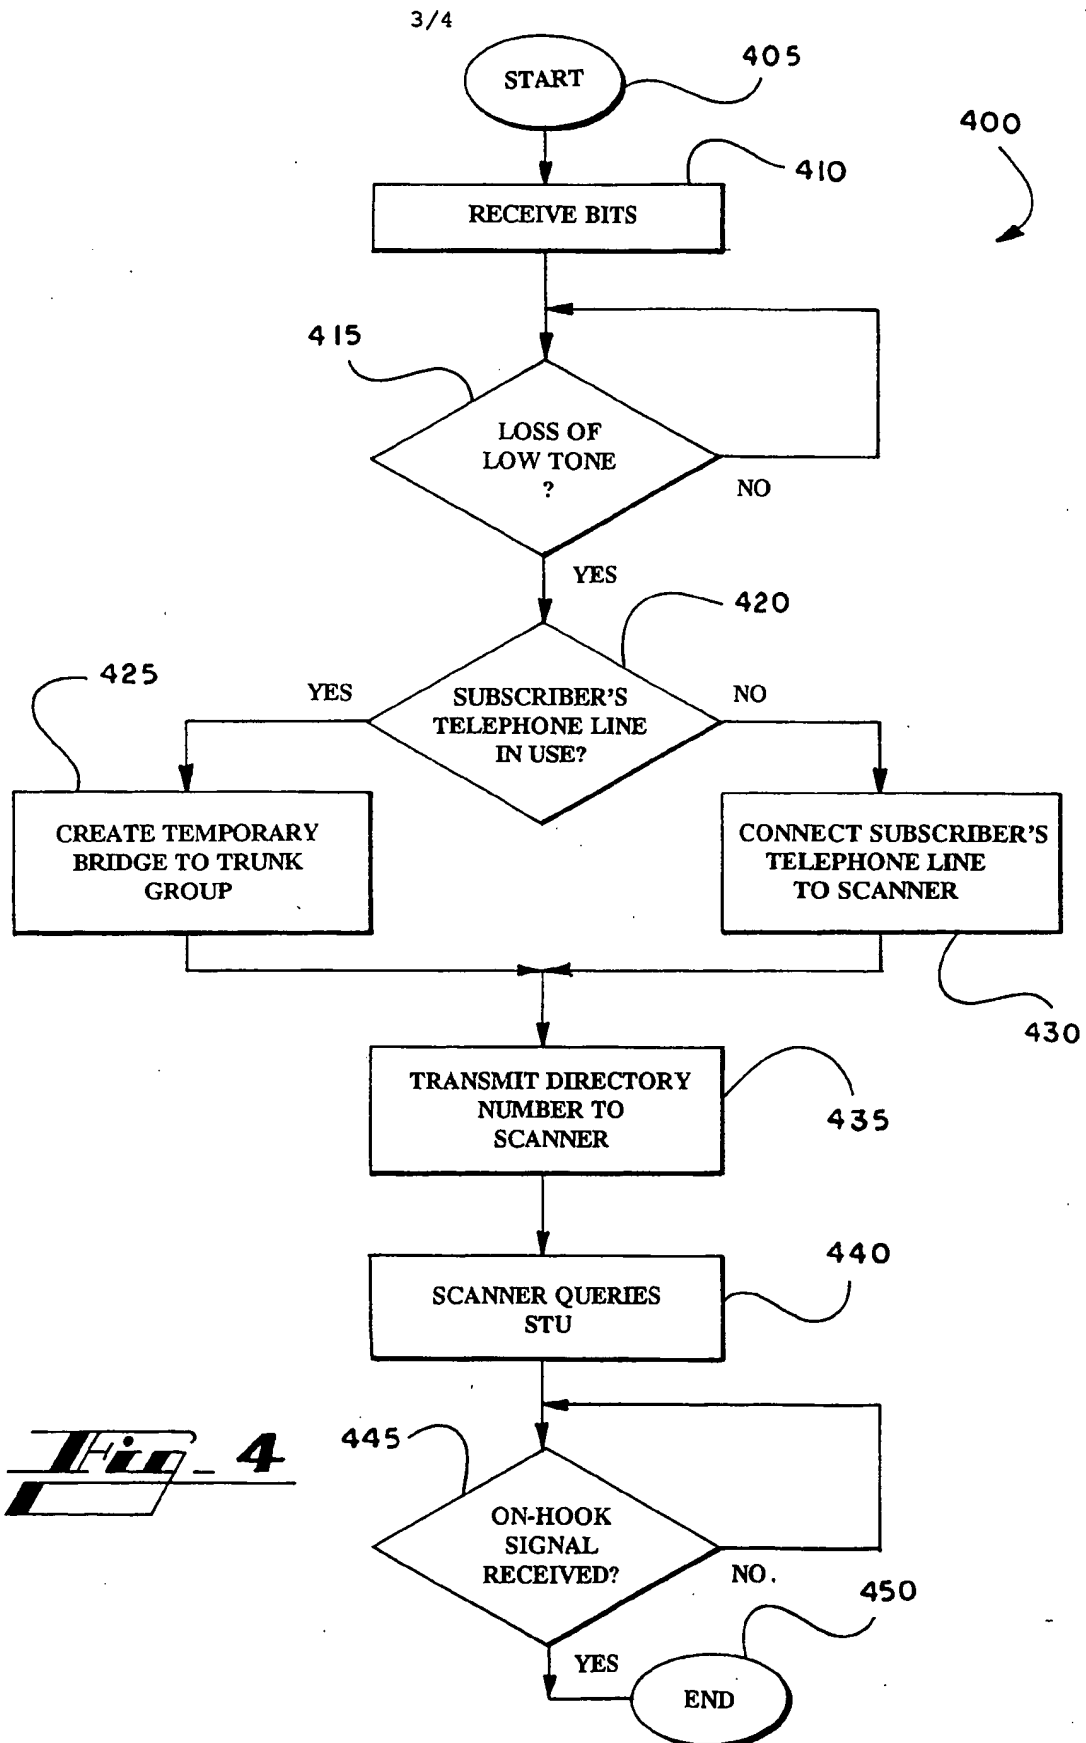 3/4
START
405
400
410
RECEIVE BITS
415
LOSS OF
LOW TONE
?
NO
YES
420
425
YES
SUBSCRIBER'S
TELEPHONE LINE
IN USE?
NO
CREATE TEMPORARY
BRIDGE TO TRUNK
GROUP
CONNECT SUBSCRIBER'S
TELEPHONE LINE
TO SCANNER
430
TRANSMIT DIRECTORY
NUMBER TO
SCANNER
435
440
SCANNER QUERIES
STU
Fig_ 4
445
ON-HOOK
SIGNAL
RECEIVED?
NO.
450
YES
END